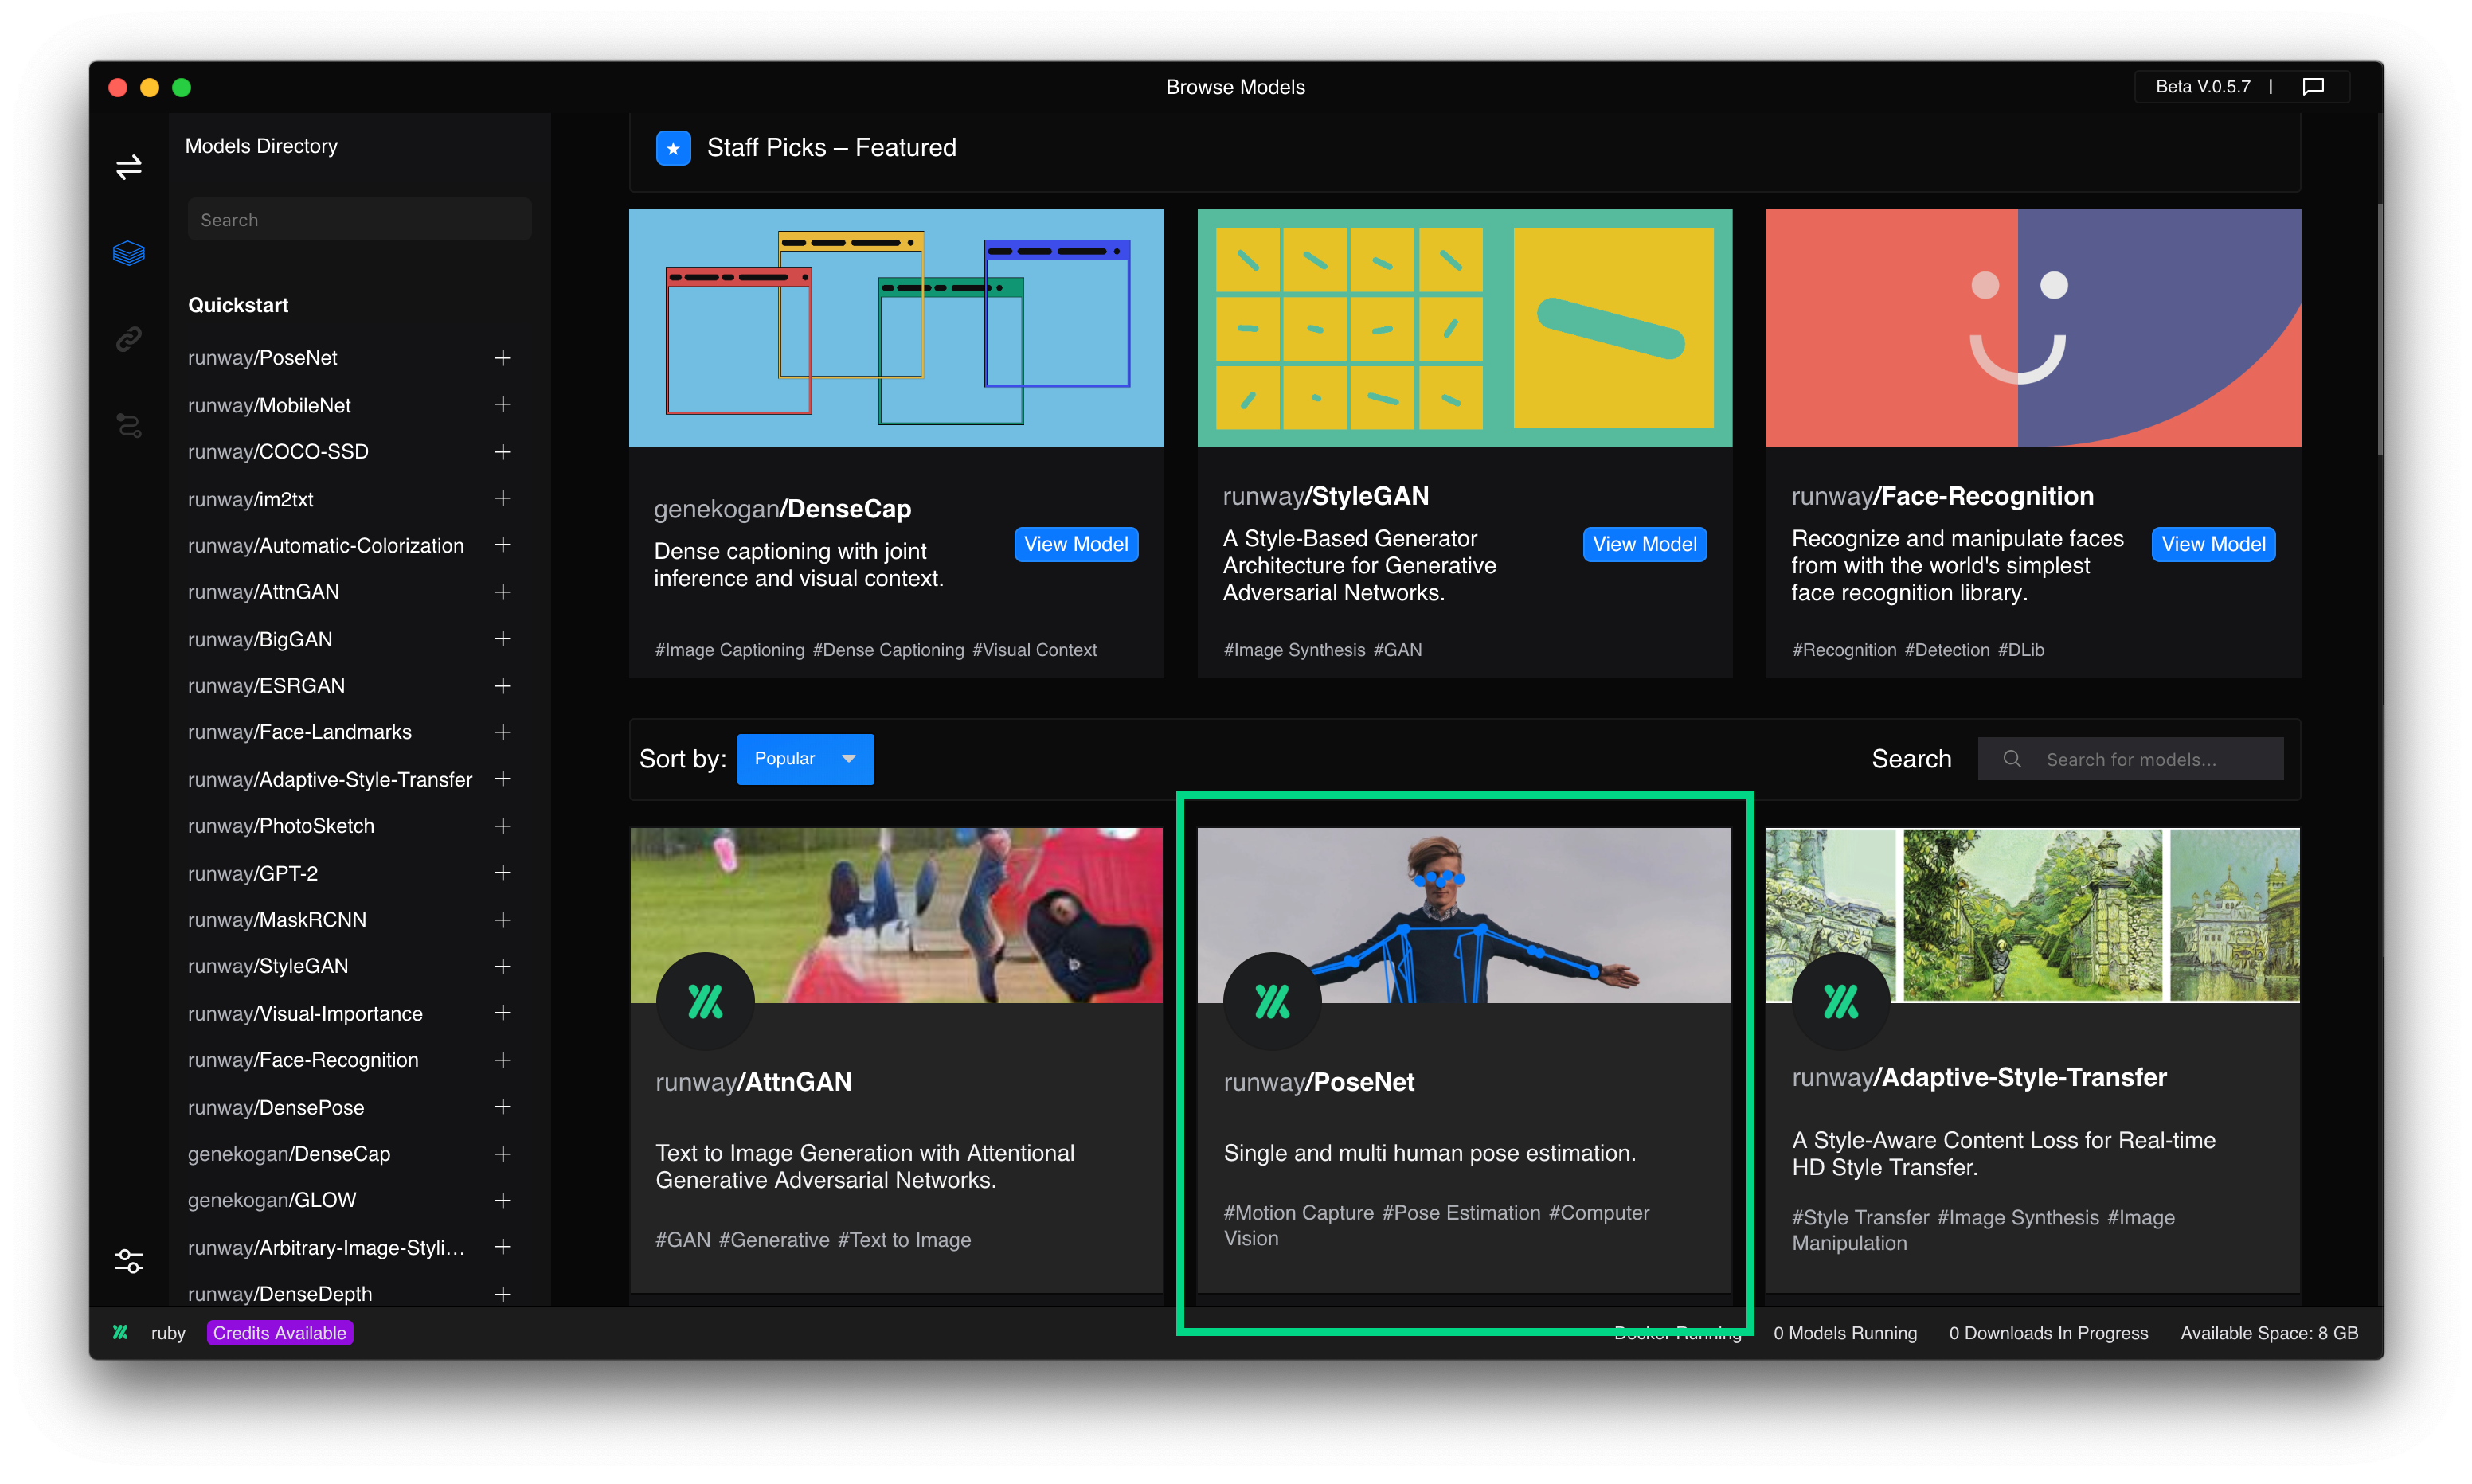 Browse Models
Beta V.0.5.7 |
Models Directory
Search
Quickstart
runway/PoseNet +
runway/MobileNet +
runway/COCO-SSD +
runway/im2txt +
runway/Automatic-Colorization +
runway/AttnGAN +
runway/BigGAN +
runway/ESRGAN +
runway/Face-Landmarks +
runway/Adaptive-Style-Transfer +
runway/PhotoSketch +
runway/GPT-2 +
runway/MaskRCNN +
runway/StyleGAN +
runway/Visual-Importance +
runway/Face-Recognition +
runway/DensePose +
genekogan/DenseCap +
genekogan/GLOW +
runway/Arbitrary-Image-Styli... +
runway/DenseDepth +
Staff Picks – Featured
genekogan/DenseCap
Dense captioning with joint
inference and visual context.
View Model
#Image Captioning #Dense Captioning #Visual Context
runway/StyleGAN
A Style-Based Generator
Architecture for Generative
Adversarial Networks.
View Model
#Image Synthesis #GAN
runway/Face-Recognition
Recognize and manipulate faces
from with the world's simplest
face recognition library.
View Model
#Recognition #Detection #DLib
Sort by: Popular
Search Search for models...
runway/AttnGAN
Text to Image Generation with Attentional
Generative Adversarial Networks.
#GAN #Generative #Text to Image
runway/PoseNet
Single and multi human pose estimation.
#Motion Capture #Pose Estimation #Computer
Vision
runway/Adaptive-Style-Transfer
A Style-Aware Content Loss for Real-time
HD Style Transfer.
#Style Transfer #Image Synthesis #Image
Manipulation
ruby Credits Available
Docker Running 0 Models Running 0 Downloads In Progress Available Space: 8 GB